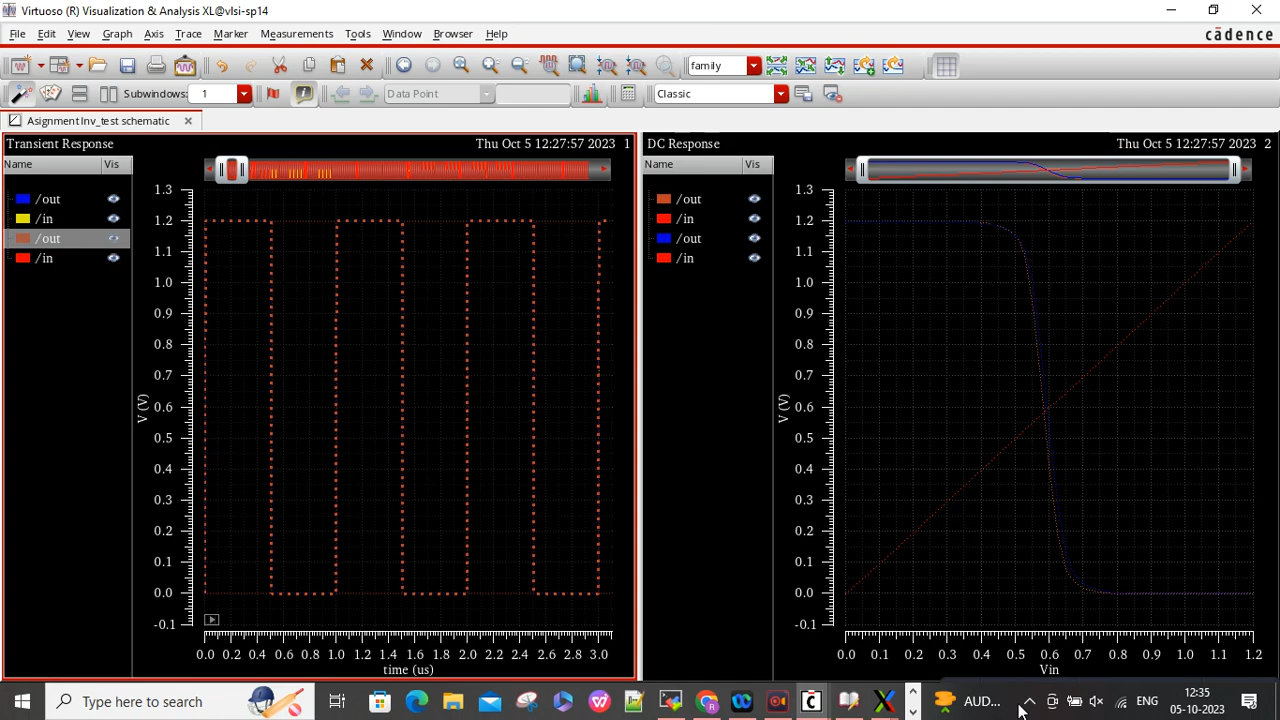 Virtuoso (R) Visualization & Analysis XL@vlsi-sp14
File Edit View Graph Axis Trace Marker Measurements Tools Window Browser Help
cādence
family
Subwindows: 1
Data Point
Classic
Asignment Inv_test schematic
Transient Response
Thu Oct 5 12:27:57 2023 1
Name Vis
/out
/in
/out
/in
1.3
1.2
1.1
1.0
0.9
0.8
0.7
0.6
0.5
0.4
0.3
0.2
0.1
0.0
-0.1
V (V)
0.0 0.2 0.4 0.6 0.8 1.0 1.2 1.4 1.6 1.8 2.0 2.2 2.4 2.6 2.8 3.0
time (us)
DC Response
Thu Oct 5 12:27:57 2023 2
Name Vis
/out
/in
/out
/in
1.3
1.2
1.1
1.0
0.9
0.8
0.7
0.6
0.5
0.4
0.3
0.2
0.1
0.0
-0.1
V (V)
0.0 0.1 0.2 0.3 0.4 0.5 0.6 0.7 0.8 0.9 1.0 1.1 1.2
Vin
Type here to search
AUD...
ENG
12:35
05-10-2023